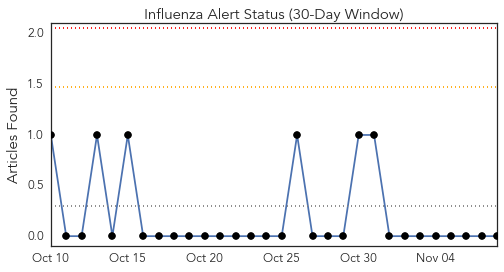 Influenza Alert Status (30-Day Window)
Articles Found
2.0
1.5
1.0
0.5
0.0
Oct 10 Oct 15 Oct 20 Oct 25 Oct 30 Nov 04